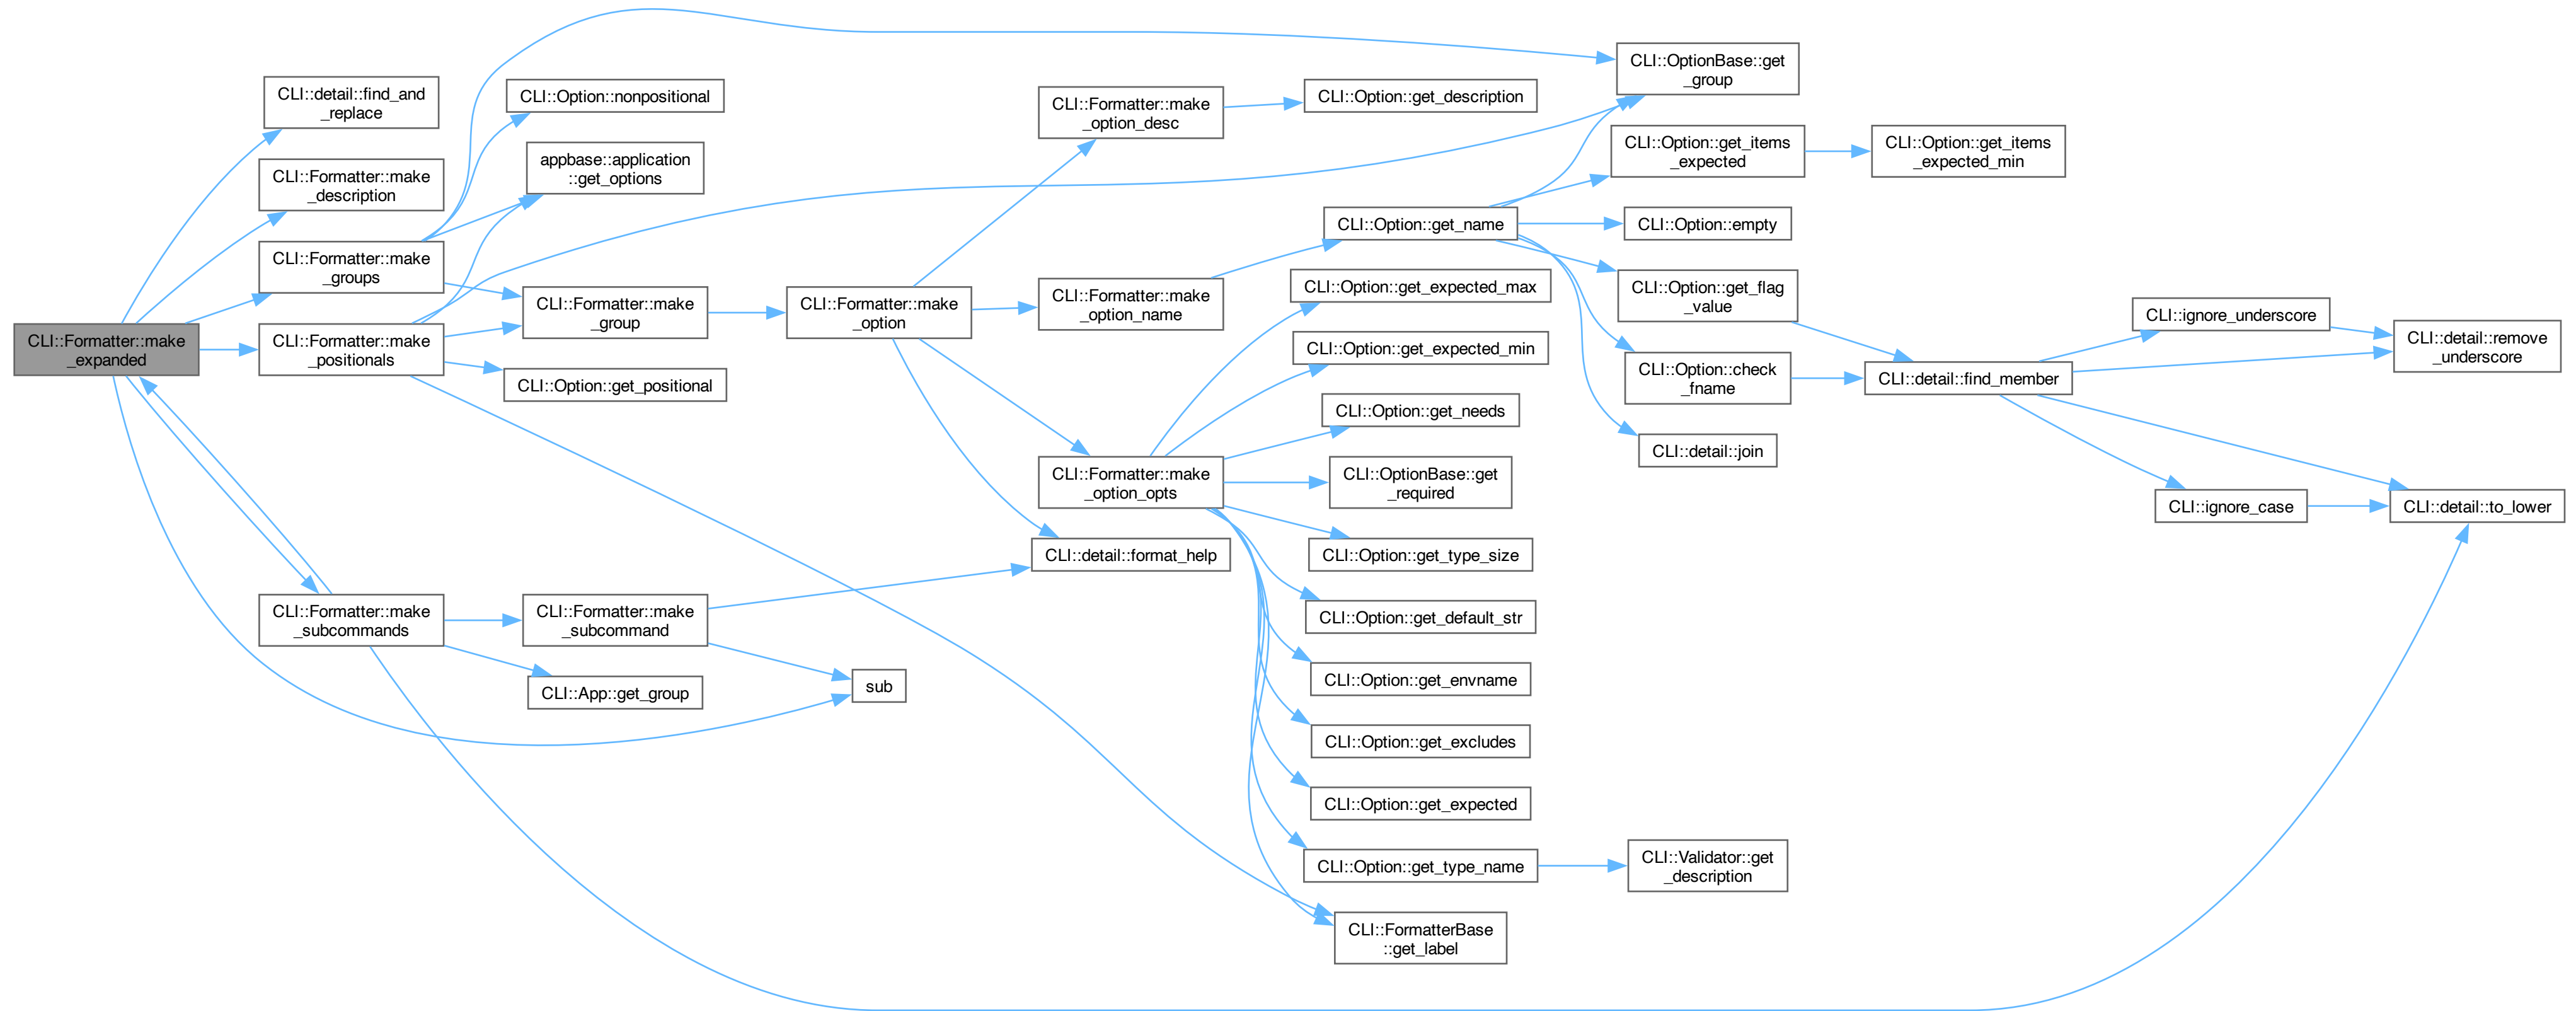 CLI::Formatter::make
_expanded
CLI::detail::find_and
_replace
CLI::Formatter::make
_description
CLI::Formatter::make
_groups
CLI::Formatter::make
_positionals
CLI::Formatter::make
_subcommands
CLI::Option::nonpositional
appbase::application
::get_options
CLI::Formatter::make
_group
CLI::Option::get_positional
CLI::Formatter::make
_subcommand
CLI::App::get_group
CLI::Formatter::make
_option
sub
CLI::Formatter::make
_option_desc
CLI::Formatter::make
_option_name
CLI::Formatter::make
_option_opts
CLI::detail::format_help
CLI::Option::get_description
CLI::Option::get_name
CLI::Option::get_expected_max
CLI::Option::get_expected_min
CLI::Option::get_needs
CLI::OptionBase::get
_required
CLI::Option::get_type_size
CLI::Option::get_default_str
CLI::Option::get_envname
CLI::Option::get_excludes
CLI::Option::get_expected
CLI::Option::get_type_name
CLI::FormatterBase
::get_label
CLI::OptionBase::get
_group
CLI::Option::get_items
_expected
CLI::Option::empty
CLI::Option::get_flag
_value
CLI::Option::check
_fname
CLI::detail::join
CLI::Validator::get
_description
CLI::Option::get_items
_expected_min
CLI::detail::find_member
CLI::ignore_underscore
CLI::ignore_case
CLI::detail::remove
_underscore
CLI::detail::to_lower